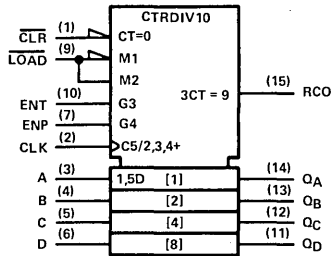 CTRDIV10
CLR (1) CT=0
LOAD (9) M1
M2
ENT (10) G3 3CT = 9 (15) RCO
ENP (7) G4
CLK (2) C5/2,3,4+
A (3) 1,5D [1] (14) QA
B (4) [2] (13) QB
C (5) [4] (12) QC
D (6) [8] (11) QD